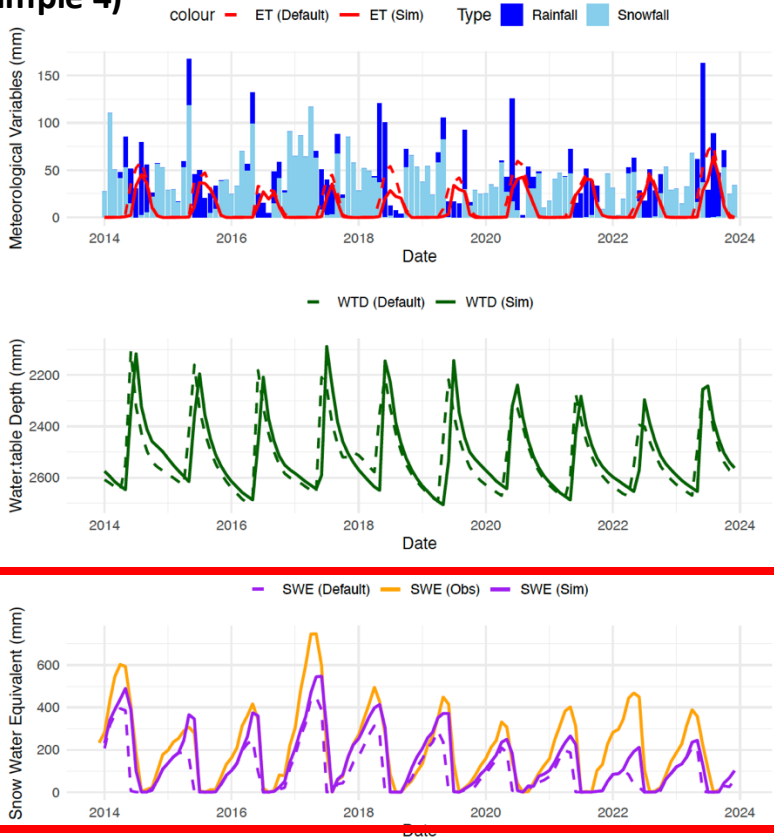 mple 4)
colour ET (Default) ET (Sim) Type Rainfall Snowfall
Meteorological Variables (mm)
150
100
50
0
2014 2016 2018 2020 2022 2024
Date
WTD (Default) WTD (Sim)
Water.table Depth (mm)
2200
2400
2600
2014 2016 2018 2020 2022 2024
Date
SWE (Default) SWE (Obs) SWE (Sim)
Snow Water Equivalent (mm)
600
400
200
0
2014 2016 2018 2020 2022 2024
Date